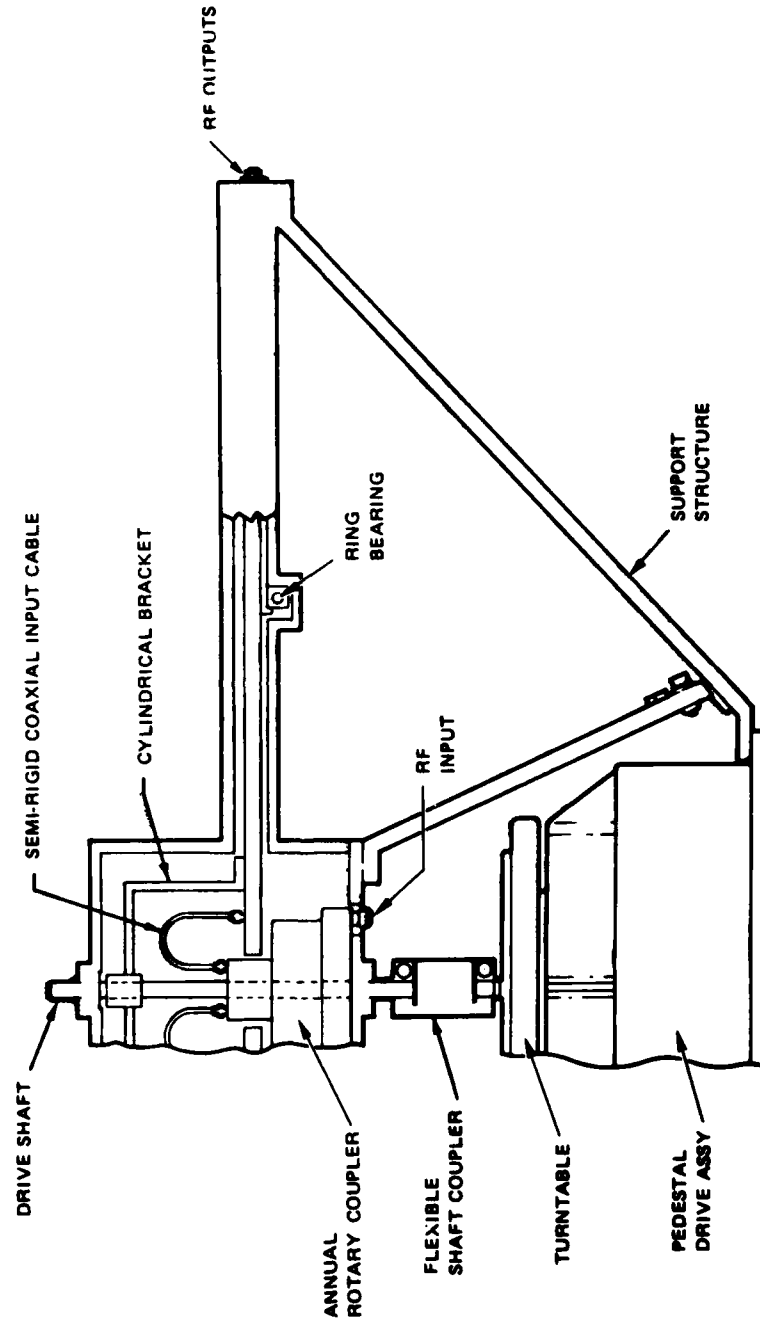 DRIVE SHAFT
SEMI-RIGID COAXIAL INPUT CABLE
CYLINDRICAL BRACKET
RF OUTPUTS
RING
BEARING
RF
INPUT
SUPPORT
STRUCTURE
ANNUAL
ROTARY COUPLER
FLEXIBLE
SHAFT COUPLER
TURNTABLE
PEDESTAL
DRIVE ASSY